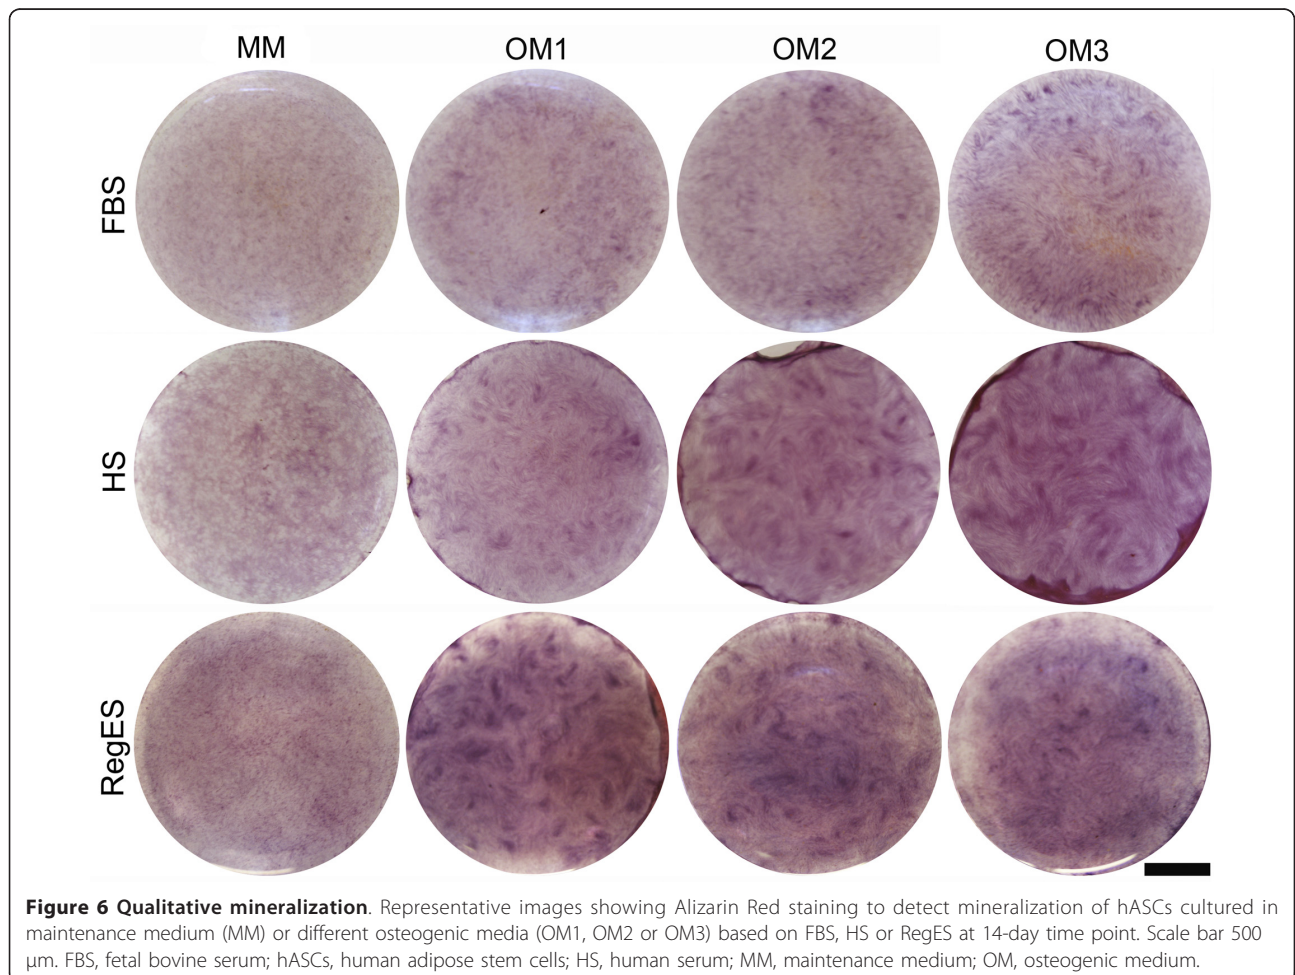 MM OM1 OM2 OM3
FBS
HS
RegES
Figure 6 Qualitative mineralization. Representative images showing Alizarin Red staining to detect mineralization of hASCs cultured in
maintenance medium (MM) or different osteogenic media (OM1, OM2 or OM3) based on FBS, HS or RegES at 14-day time point. Scale bar 500
μm. FBS, fetal bovine serum; hASCs, human adipose stem cells; HS, human serum; MM, maintenance medium; OM, osteogenic medium.